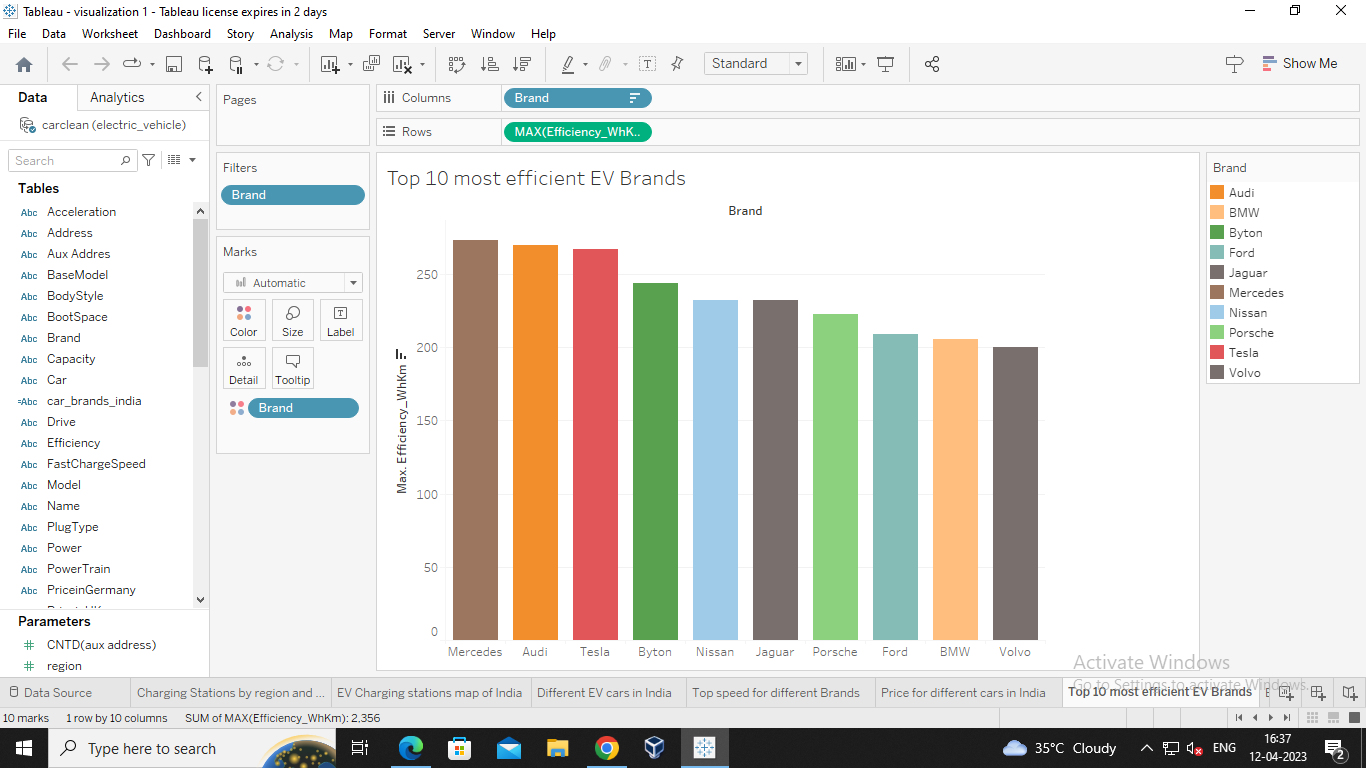 Tableau - visualization 1 - Tableau license expires in 2 days
File Data Worksheet Dashboard Story Analysis Map Format Server Window Help
Standard
Show Me
Data Analytics
carclean (electric_vehicle)
Search
Tables
Abc Acceleration
Abc Address
Abc Aux Addres
Abc BaseModel
Abc BodyStyle
Abc BootSpace
Abc Brand
Abc Capacity
Abc Car
=Abc car_brands_india
Abc Drive
Abc Efficiency
Abc FastChargeSpeed
Abc Model
Abc Name
Abc PlugType
Abc Power
Abc PowerTrain
Abc PriceinGermany
Parameters
# CNTD(aux address)
# region
Pages
Filters
Brand
Marks
Automatic
Color Size Label
Detail Tooltip
Brand
Columns Brand
Rows MAX(Efficiency_WhK..
Top 10 most efficient EV Brands
Brand
Max. Efficiency_WhKm
250
200
150
100
50
0
Mercedes Audi Tesla Byton Nissan Jaguar Porsche Ford BMW Volvo
Brand
Audi
BMW
Byton
Ford
Jaguar
Mercedes
Nissan
Porsche
Tesla
Volvo
Activate Windows
Go to Settings to activate Windows.
Data Source Charging Stations by region and ... EV Charging stations map of India Different EV cars in India Top speed for different Brands Price for different cars in India Top 10 most efficient EV Brands
10 marks 1 row by 10 columns SUM of MAX(Efficiency_WhKm): 2,356
Type here to search
35°C Cloudy
ENG
16:37
12-04-2023
2